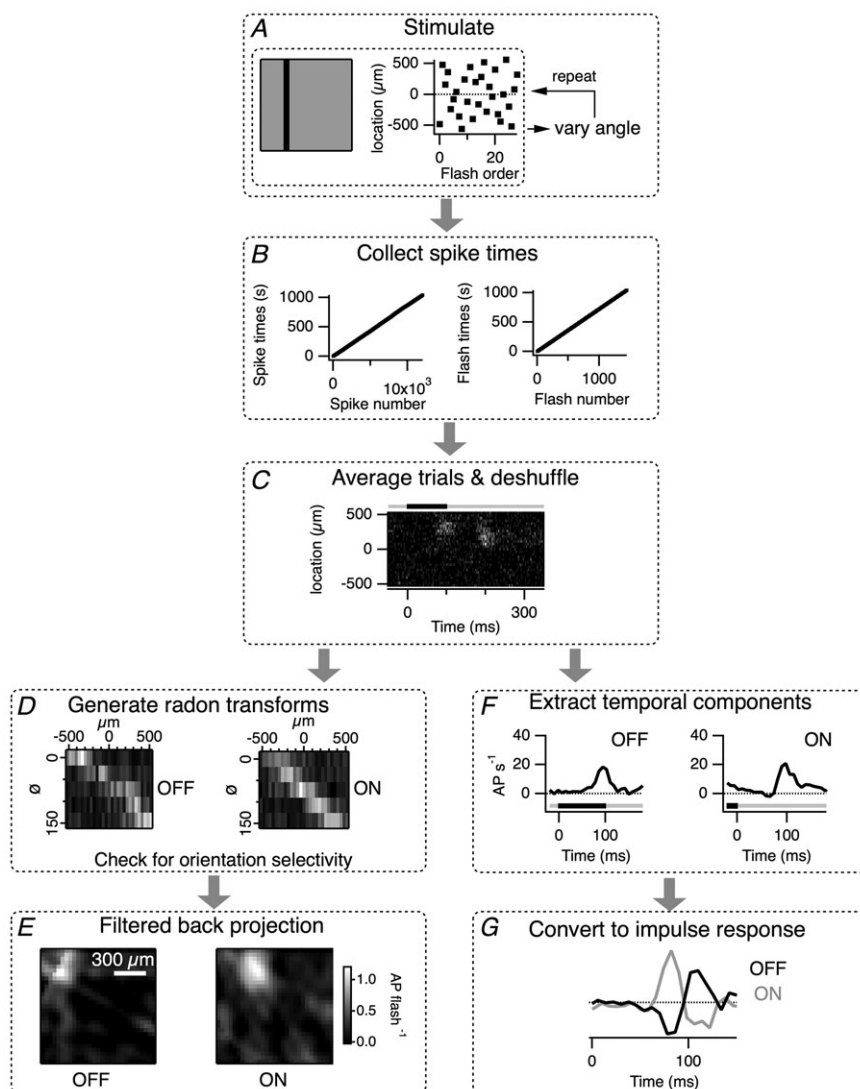 A
Stimulate
location (µm)
500
0
-500
0
20
Flash order
repeat
vary angle
B
Collect spike times
Spike times (s)
1000
500
0
0
10x10³
Spike number
Flash times (s)
1000
500
0
0
1000
Flash number
C
Average trials & deshuffle
location (µm)
500
0
-500
0
300
Time (ms)
D
Generate radon transforms
µm
-500 0 500
ø
0
150
OFF
µm
-500 0 500
ø
0
150
ON
Check for orientation selectivity
E
Filtered back projection
300 µm
OFF
ON
1.0
0.5
0.0
AP flash⁻¹
F
Extract temporal components
AP s⁻¹
40
20
0
OFF
0
100
Time (ms)
40
20
0
ON
0
100
Time (ms)
G
Convert to impulse response
OFF
ON
0
100
Time (ms)